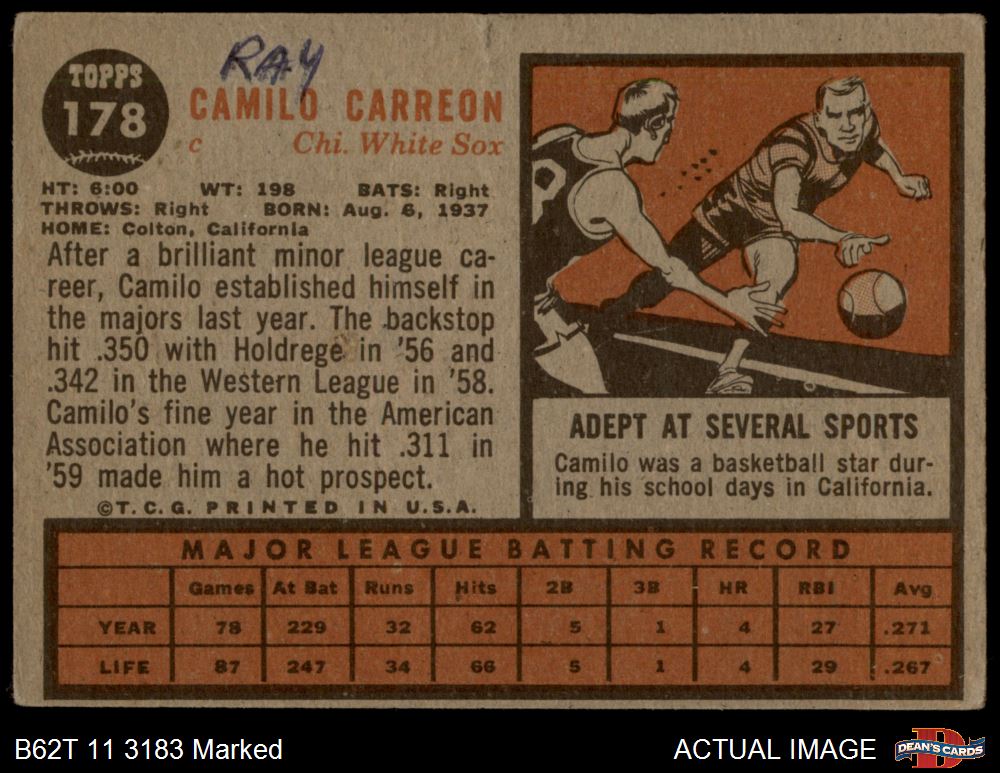 RAY
TOPPS
178
CAMILO CARREON
c Chi. White Sox
HT: 6:00 WT: 198 BATS: Right
THROWS: Right BORN: Aug. 6, 1937
HOME: Colton, California
After a brilliant minor league ca-
reer, Camilo established himself in
the majors last year. The backstop
hit .350 with Holdrege in '56 and
.342 in the Western League in '58.
Camilo's fine year in the American
Association where he hit .311 in
'59 made him a hot prospect.
©T. C. G. PRINTED IN U.S.A.
ADEPT AT SEVERAL SPORTS
Camilo was a basketball star dur-
ing his school days in California.
MAJOR LEAGUE BATTING RECORD
Games At Bat Runs Hits 2B 3B HR RBI Avg
YEAR 78 229 32 62 5 1 4 27 .271
LIFE 87 247 34 66 5 1 4 29 .267
B62T 11 3183 Marked
ACTUAL IMAGE
DEAN'S CARDS